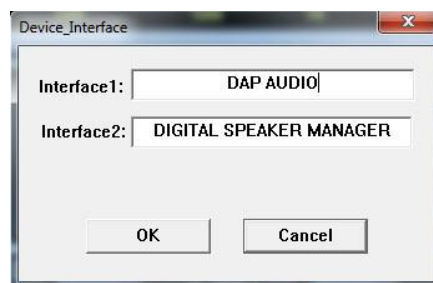 Device_Interface
Interface1: DAP AUDIO
Interface2: DIGITAL SPEAKER MANAGER
OK Cancel